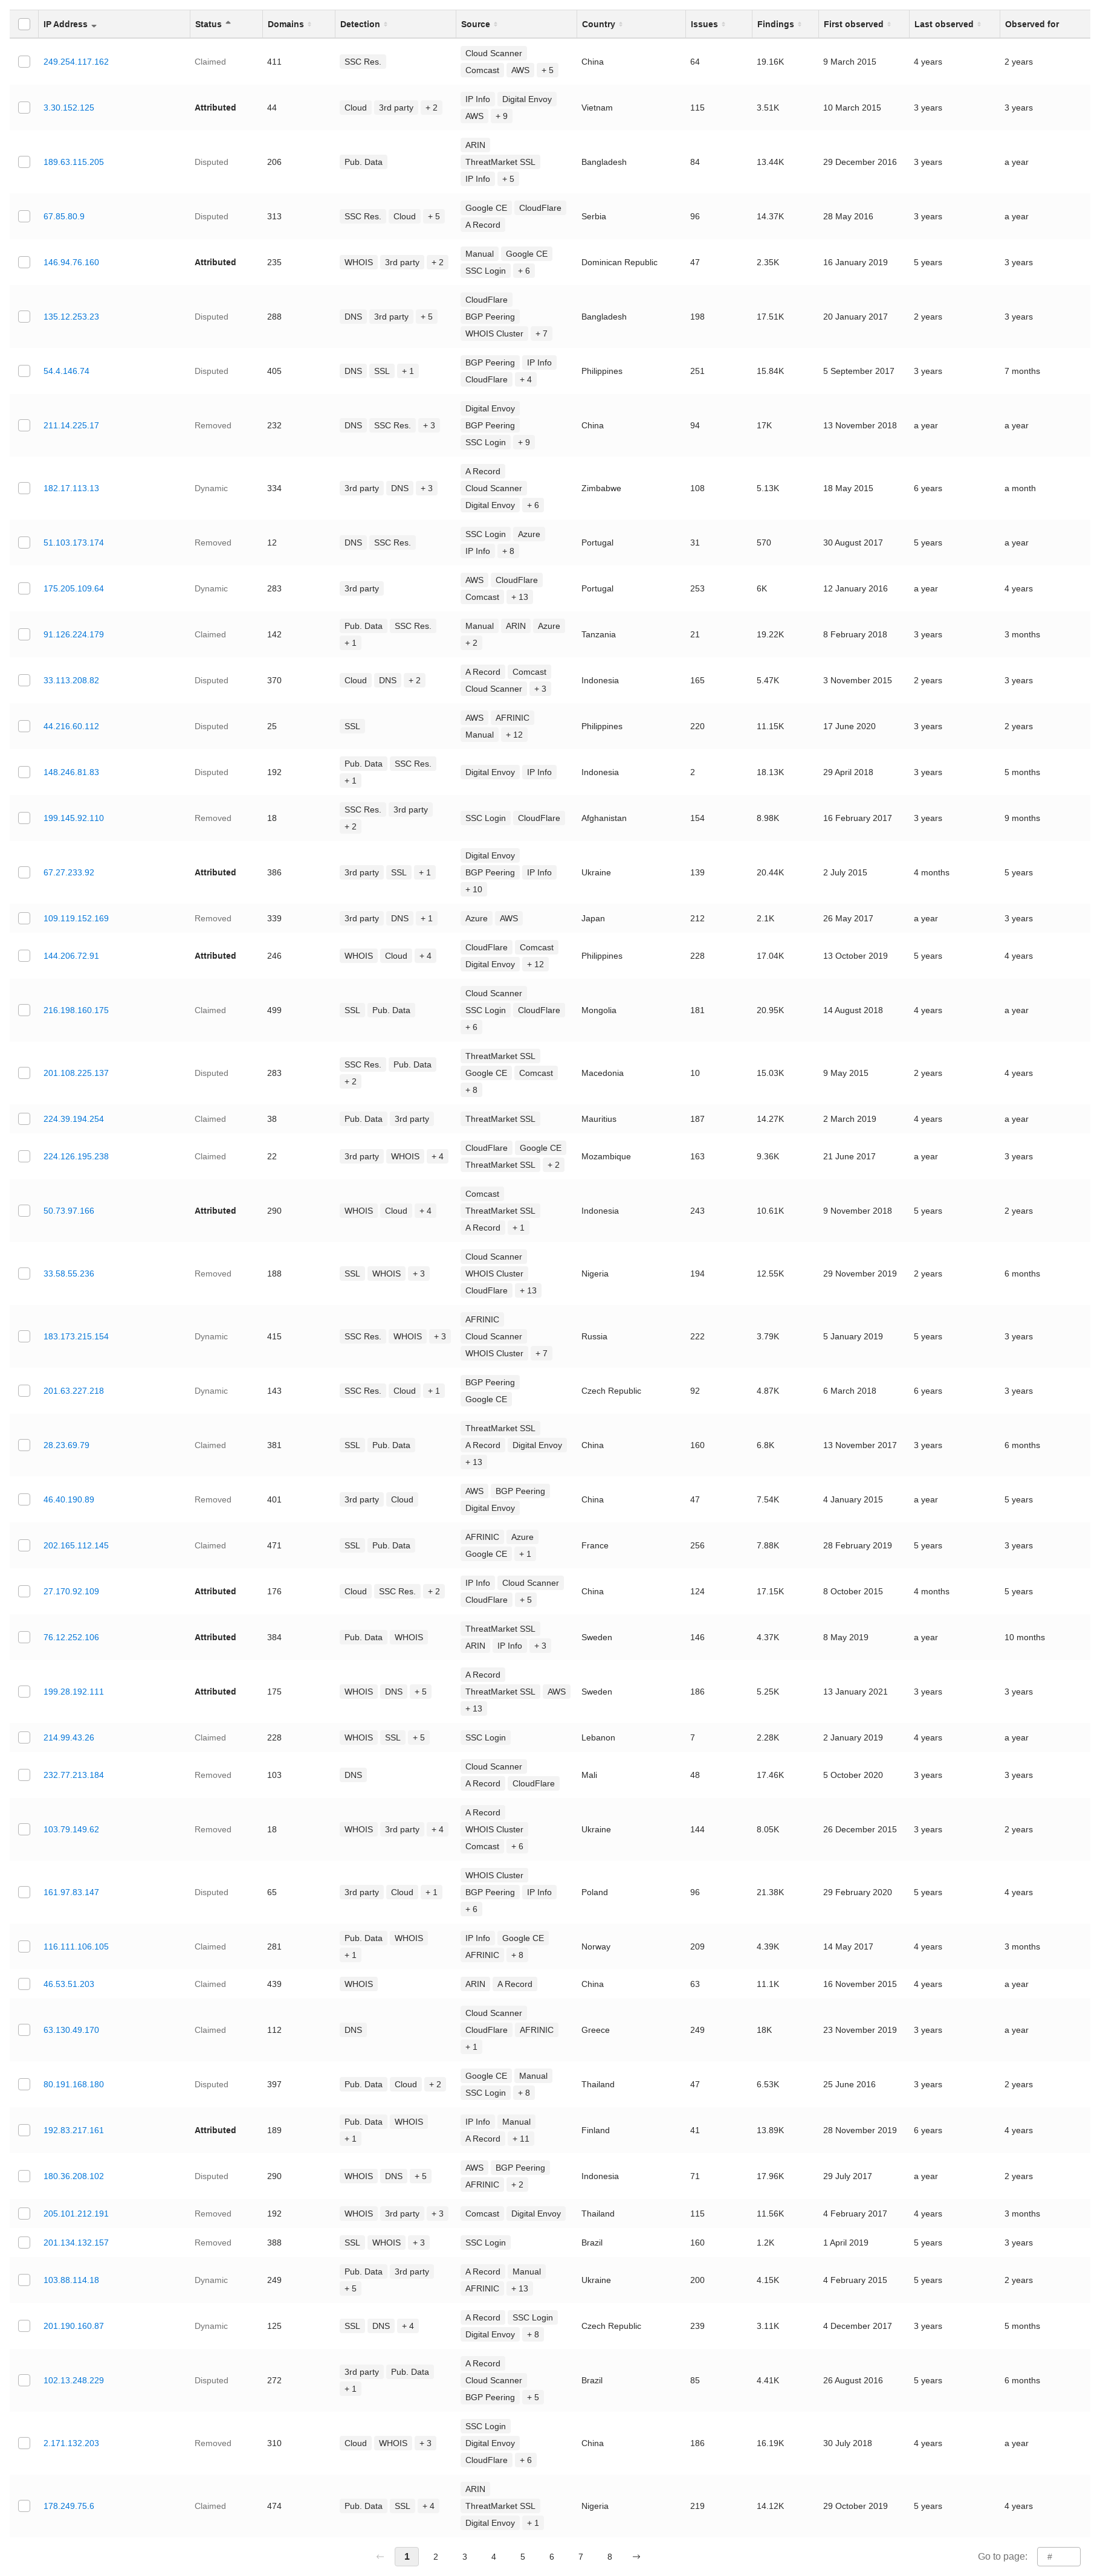 IP Address Status Domains Detection Source Country Issues Findings First observed Last observed Observed for
249.254.117.162 Claimed 411 SSC Res. Cloud Scanner Comcast AWS + 5 China 64 19.16K 9 March 2015 4 years 2 years
3.30.152.125 Attributed 44 Cloud 3rd party + 2 IP Info Digital Envoy AWS + 9 Vietnam 115 3.51K 10 March 2015 3 years 3 years
189.63.115.205 Disputed 206 Pub. Data ARIN ThreatMarket SSL IP Info + 5 Bangladesh 84 13.44K 29 December 2016 3 years a year
67.85.80.9 Disputed 313 SSC Res. Cloud + 5 Google CE CloudFlare A Record Serbia 96 14.37K 28 May 2016 3 years a year
146.94.76.160 Attributed 235 WHOIS 3rd party + 2 Manual Google CE SSC Login + 6 Dominican Republic 47 2.35K 16 January 2019 5 years 3 years
135.12.253.23 Disputed 288 DNS 3rd party + 5 CloudFlare BGP Peering WHOIS Cluster + 7 Bangladesh 198 17.51K 20 January 2017 2 years 3 years
54.4.146.74 Disputed 405 DNS SSL + 1 BGP Peering IP Info CloudFlare + 4 Philippines 251 15.84K 5 September 2017 3 years 7 months
211.14.225.17 Removed 232 DNS SSC Res. + 3 Digital Envoy BGP Peering SSC Login + 9 China 94 17K 13 November 2018 a year a year
182.17.113.13 Dynamic 334 3rd party DNS + 3 A Record Cloud Scanner Digital Envoy + 6 Zimbabwe 108 5.13K 18 May 2015 6 years a month
51.103.173.174 Removed 12 DNS SSC Res. SSC Login Azure IP Info + 8 Portugal 31 570 30 August 2017 5 years a year
175.205.109.64 Dynamic 283 3rd party AWS CloudFlare Comcast + 13 Portugal 253 6K 12 January 2016 a year 4 years
91.126.224.179 Claimed 142 Pub. Data SSC Res. + 1 Manual ARIN Azure + 2 Tanzania 21 19.22K 8 February 2018 3 years 3 months
33.113.208.82 Disputed 370 Cloud DNS + 2 A Record Comcast Cloud Scanner + 3 Indonesia 165 5.47K 3 November 2015 2 years 3 years
44.216.60.112 Disputed 25 SSL AWS AFRINIC Manual + 12 Philippines 220 11.15K 17 June 2020 3 years 2 years
148.246.81.83 Disputed 192 Pub. Data SSC Res. + 1 Digital Envoy IP Info Indonesia 2 18.13K 29 April 2018 3 years 5 months
199.145.92.110 Removed 18 SSC Res. 3rd party + 2 SSC Login CloudFlare Afghanistan 154 8.98K 16 February 2017 3 years 9 months
67.27.233.92 Attributed 386 3rd party SSL + 1 Digital Envoy BGP Peering IP Info + 10 Ukraine 139 20.44K 2 July 2015 4 months 5 years
109.119.152.169 Removed 339 3rd party DNS + 1 Azure AWS Japan 212 2.1K 26 May 2017 a year 3 years
144.206.72.91 Attributed 246 WHOIS Cloud + 4 CloudFlare Comcast Digital Envoy + 12 Philippines 228 17.04K 13 October 2019 5 years 4 years
216.198.160.175 Claimed 499 SSL Pub. Data Cloud Scanner SSC Login CloudFlare + 6 Mongolia 181 20.95K 14 August 2018 4 years a year
201.108.225.137 Disputed 283 SSC Res. Pub. Data + 2 ThreatMarket SSL Google CE Comcast + 8 Macedonia 10 15.03K 9 May 2015 2 years 4 years
224.39.194.254 Claimed 38 Pub. Data 3rd party ThreatMarket SSL Mauritius 187 14.27K 2 March 2019 4 years a year
224.126.195.238 Claimed 22 3rd party WHOIS + 4 CloudFlare Google CE ThreatMarket SSL + 2 Mozambique 163 9.36K 21 June 2017 a year 3 years
50.73.97.166 Attributed 290 WHOIS Cloud + 4 Comcast ThreatMarket SSL A Record + 1 Indonesia 243 10.61K 9 November 2018 5 years 2 years
33.58.55.236 Removed 188 SSL WHOIS + 3 Cloud Scanner WHOIS Cluster CloudFlare + 13 Nigeria 194 12.55K 29 November 2019 2 years 6 months
183.173.215.154 Dynamic 415 SSC Res. WHOIS + 3 AFRINIC Cloud Scanner WHOIS Cluster + 7 Russia 222 3.79K 5 January 2019 5 years 3 years
201.63.227.218 Dynamic 143 SSC Res. Cloud + 1 BGP Peering Google CE Czech Republic 92 4.87K 6 March 2018 6 years 3 years
28.23.69.79 Claimed 381 SSL Pub. Data ThreatMarket SSL A Record Digital Envoy + 13 China 160 6.8K 13 November 2017 3 years 6 months
46.40.190.89 Removed 401 3rd party Cloud AWS BGP Peering Digital Envoy China 47 7.54K 4 January 2015 a year 5 years
202.165.112.145 Claimed 471 SSL Pub. Data AFRINIC Azure Google CE + 1 France 256 7.88K 28 February 2019 5 years 3 years
27.170.92.109 Attributed 176 Cloud SSC Res. + 2 IP Info Cloud Scanner CloudFlare + 5 China 124 17.15K 8 October 2015 4 months 5 years
76.12.252.106 Attributed 384 Pub. Data WHOIS ThreatMarket SSL ARIN IP Info + 3 Sweden 146 4.37K 8 May 2019 a year 10 months
199.28.192.111 Attributed 175 WHOIS DNS + 5 A Record ThreatMarket SSL AWS + 13 Sweden 186 5.25K 13 January 2021 3 years 3 years
214.99.43.26 Claimed 228 WHOIS SSL + 5 SSC Login Lebanon 7 2.28K 2 January 2019 4 years a year
232.77.213.184 Removed 103 DNS Cloud Scanner A Record CloudFlare Mali 48 17.46K 5 October 2020 3 years 3 years
103.79.149.62 Removed 18 WHOIS 3rd party + 4 A Record WHOIS Cluster Comcast + 6 Ukraine 144 8.05K 26 December 2015 3 years 2 years
161.97.83.147 Disputed 65 3rd party Cloud + 1 WHOIS Cluster BGP Peering IP Info + 6 Poland 96 21.38K 29 February 2020 5 years 4 years
116.111.106.105 Claimed 281 Pub. Data WHOIS + 1 IP Info Google CE AFRINIC + 8 Norway 209 4.39K 14 May 2017 4 years 3 months
46.53.51.203 Claimed 439 WHOIS ARIN A Record China 63 11.1K 16 November 2015 4 years a year
63.130.49.170 Claimed 112 DNS Cloud Scanner CloudFlare AFRINIC + 1 Greece 249 18K 23 November 2019 3 years a year
80.191.168.180 Disputed 397 Pub. Data Cloud + 2 Google CE Manual SSC Login + 8 Thailand 47 6.53K 25 June 2016 3 years 2 years
192.83.217.161 Attributed 189 Pub. Data WHOIS + 1 IP Info Manual A Record + 11 Finland 41 13.89K 28 November 2019 6 years 4 years
180.36.208.102 Disputed 290 WHOIS DNS + 5 AWS BGP Peering AFRINIC + 2 Indonesia 71 17.96K 29 July 2017 a year 2 years
205.101.212.191 Removed 192 WHOIS 3rd party + 3 Comcast Digital Envoy Thailand 115 11.56K 4 February 2017 4 years 3 months
201.134.132.157 Removed 388 SSL WHOIS + 3 SSC Login Brazil 160 1.2K 1 April 2019 5 years 3 years
103.88.114.18 Dynamic 249 Pub. Data 3rd party + 5 A Record Manual AFRINIC + 13 Ukraine 200 4.15K 4 February 2015 5 years 2 years
201.190.160.87 Dynamic 125 SSL DNS + 4 A Record SSC Login Digital Envoy + 8 Czech Republic 239 3.11K 4 December 2017 3 years 5 months
102.13.248.229 Disputed 272 3rd party Pub. Data + 1 A Record Cloud Scanner BGP Peering + 5 Brazil 85 4.41K 26 August 2016 5 years 6 months
2.171.132.203 Removed 310 Cloud WHOIS + 3 SSC Login Digital Envoy CloudFlare + 6 China 186 16.19K 30 July 2018 4 years a year
178.249.75.6 Claimed 474 Pub. Data SSL + 4 ARIN ThreatMarket SSL Digital Envoy + 1 Nigeria 219 14.12K 29 October 2019 5 years 4 years
← 1 2 3 4 5 6 7 8 → Go to page: #